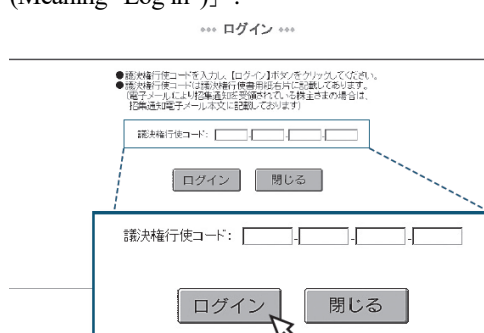 (Meaning "Log in")」.
*** ログイン ***
●議決権行使コードを入力し、【ログイン】ボタンをクリックしてください。
●議決権行使コードは議決権行使書用紙右片に記載してあります。
(電子メールにより招集通知を受領されている株主さまの場合は、
招集通知電子メール本文に記載しております)
議決権行使コード: - - -
ログイン 閉じる
議決権行使コード: - - -
ログイン 閉じる